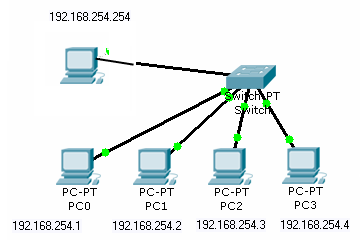 192.168.254.254
Switch-PT
Switch
PC-PT
PC0
PC-PT
PC1
PC-PT
PC2
PC-PT
PC3
192.168.254.1
192.168.254.2
192.168.254.3
192.168.254.4